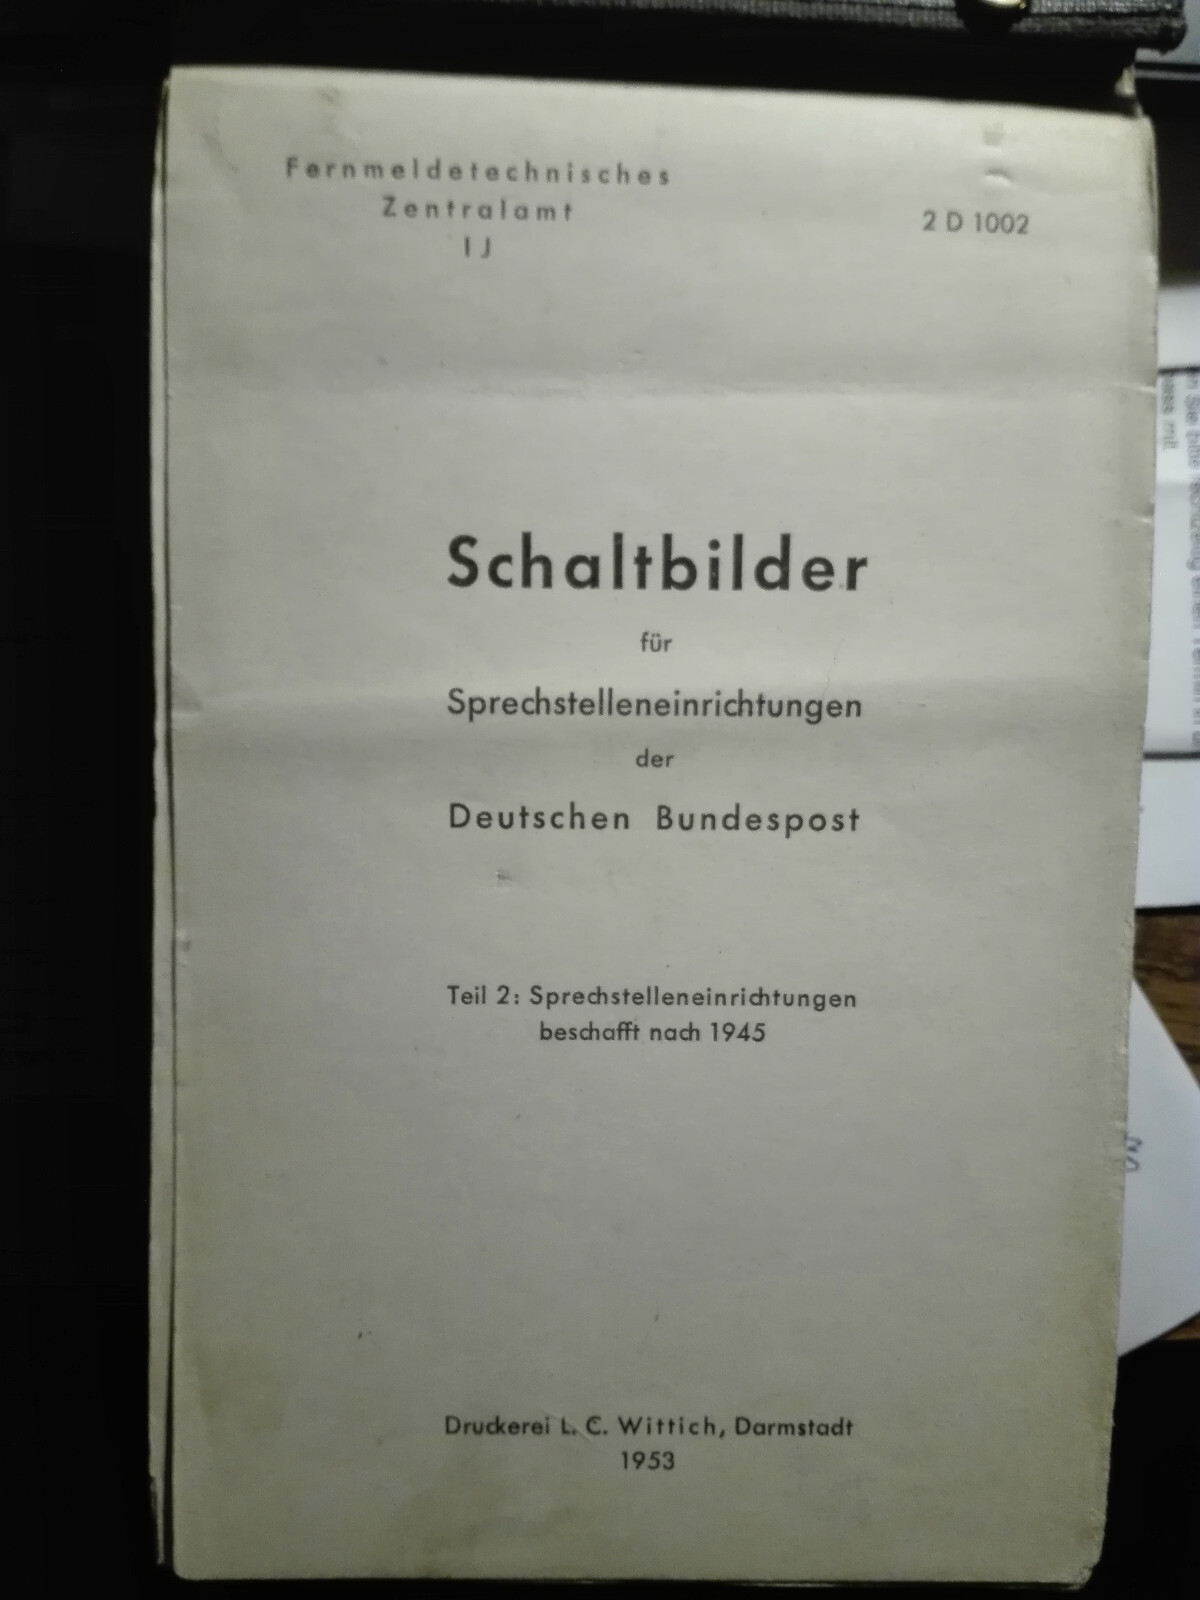 Fernmeldetechnisches
Zentralamt
I J
2 D 1002
Schaltbilder
für
Sprechstelleneinrichtungen
der
Deutschen Bundespost
Teil 2: Sprechstelleneinrichtungen
beschafft nach 1945
Druckerei L. C. Wittich, Darmstadt
1953